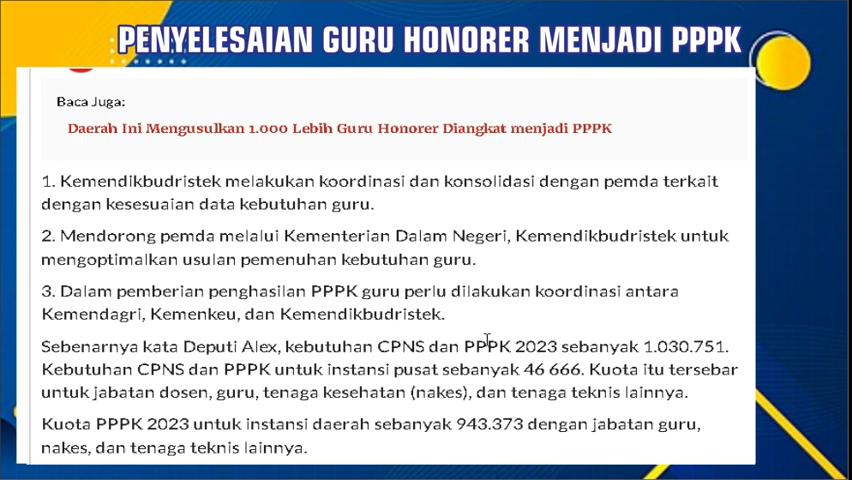 PENYELESAIAN GURU HONORER MENJADI PPPK
Baca Juga:
Daerah Ini Mengusulkan 1.000 Lebih Guru Honorer Diangkat menjadi PPPK
1. Kemendikbudristek melakukan koordinasi dan konsolidasi dengan pemda terkait
dengan kesesuaian data kebutuhan guru.
2. Mendorong pemda melalui Kementerian Dalam Negeri, Kemendikbudristek untuk
mengoptimalkan usulan pemenuhan kebutuhan guru.
3. Dalam pemberian penghasilan PPPK guru perlu dilakukan koordinasi antara
Kemendagri, Kemenkeu, dan Kemendikbudristek.
Sebenarnya kata Deputi Alex, kebutuhan CPNS dan PPPK 2023 sebanyak 1.030.751.
Kebutuhan CPNS dan PPPK untuk instansi pusat sebanyak 46 666. Kuota itu tersebar
untuk jabatan dosen, guru, tenaga kesehatan (nakes), dan tenaga teknis lainnya.
Kuota PPPK 2023 untuk instansi daerah sebanyak 943.373 dengan jabatan guru,
nakes, dan tenaga teknis lainnya.